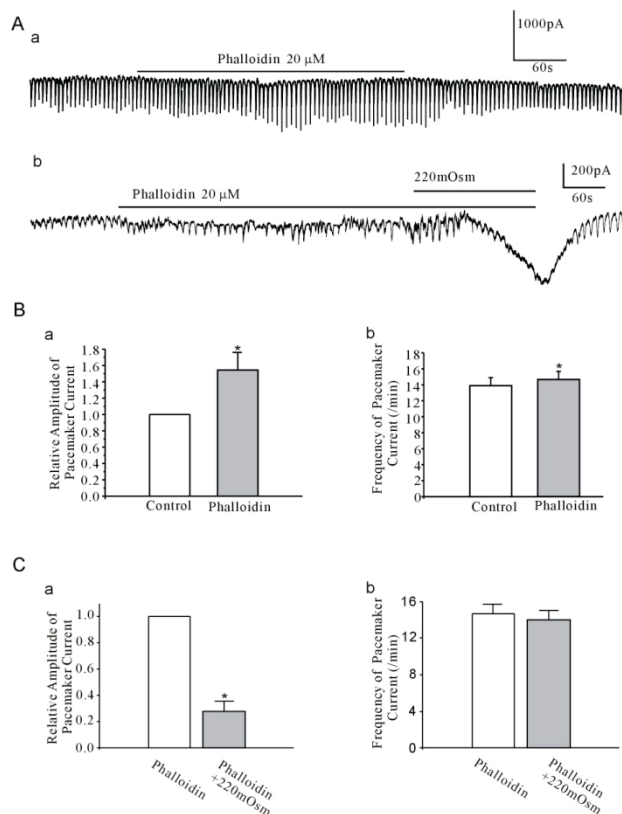 A
a
Phalloidin 20 μM
1000pA
60s
b
220mOsm
Phalloidin 20 μM
200pA
60s
B
a
Relative Amplitude of
Pacemaker Current
1.8
1.6
1.4
1.2
1.0
0.8
0.6
0.4
0.2
0.0
*
Control
Phalloidin
b
Frequency of Pacemaker
Current (/min)
18
16
14
12
10
8
6
4
2
0
*
Control
Phalloidin
C
a
Relative Amplitude of
Pacemaker Current
1.0
0.8
0.6
0.4
0.2
0.0
*
Phalloidin
Phalloidin
+220mOsm
b
Frequency of Pacemaker
Current (/min)
16
12
8
4
0
Phalloidin
Phalloidin
+220mOsm